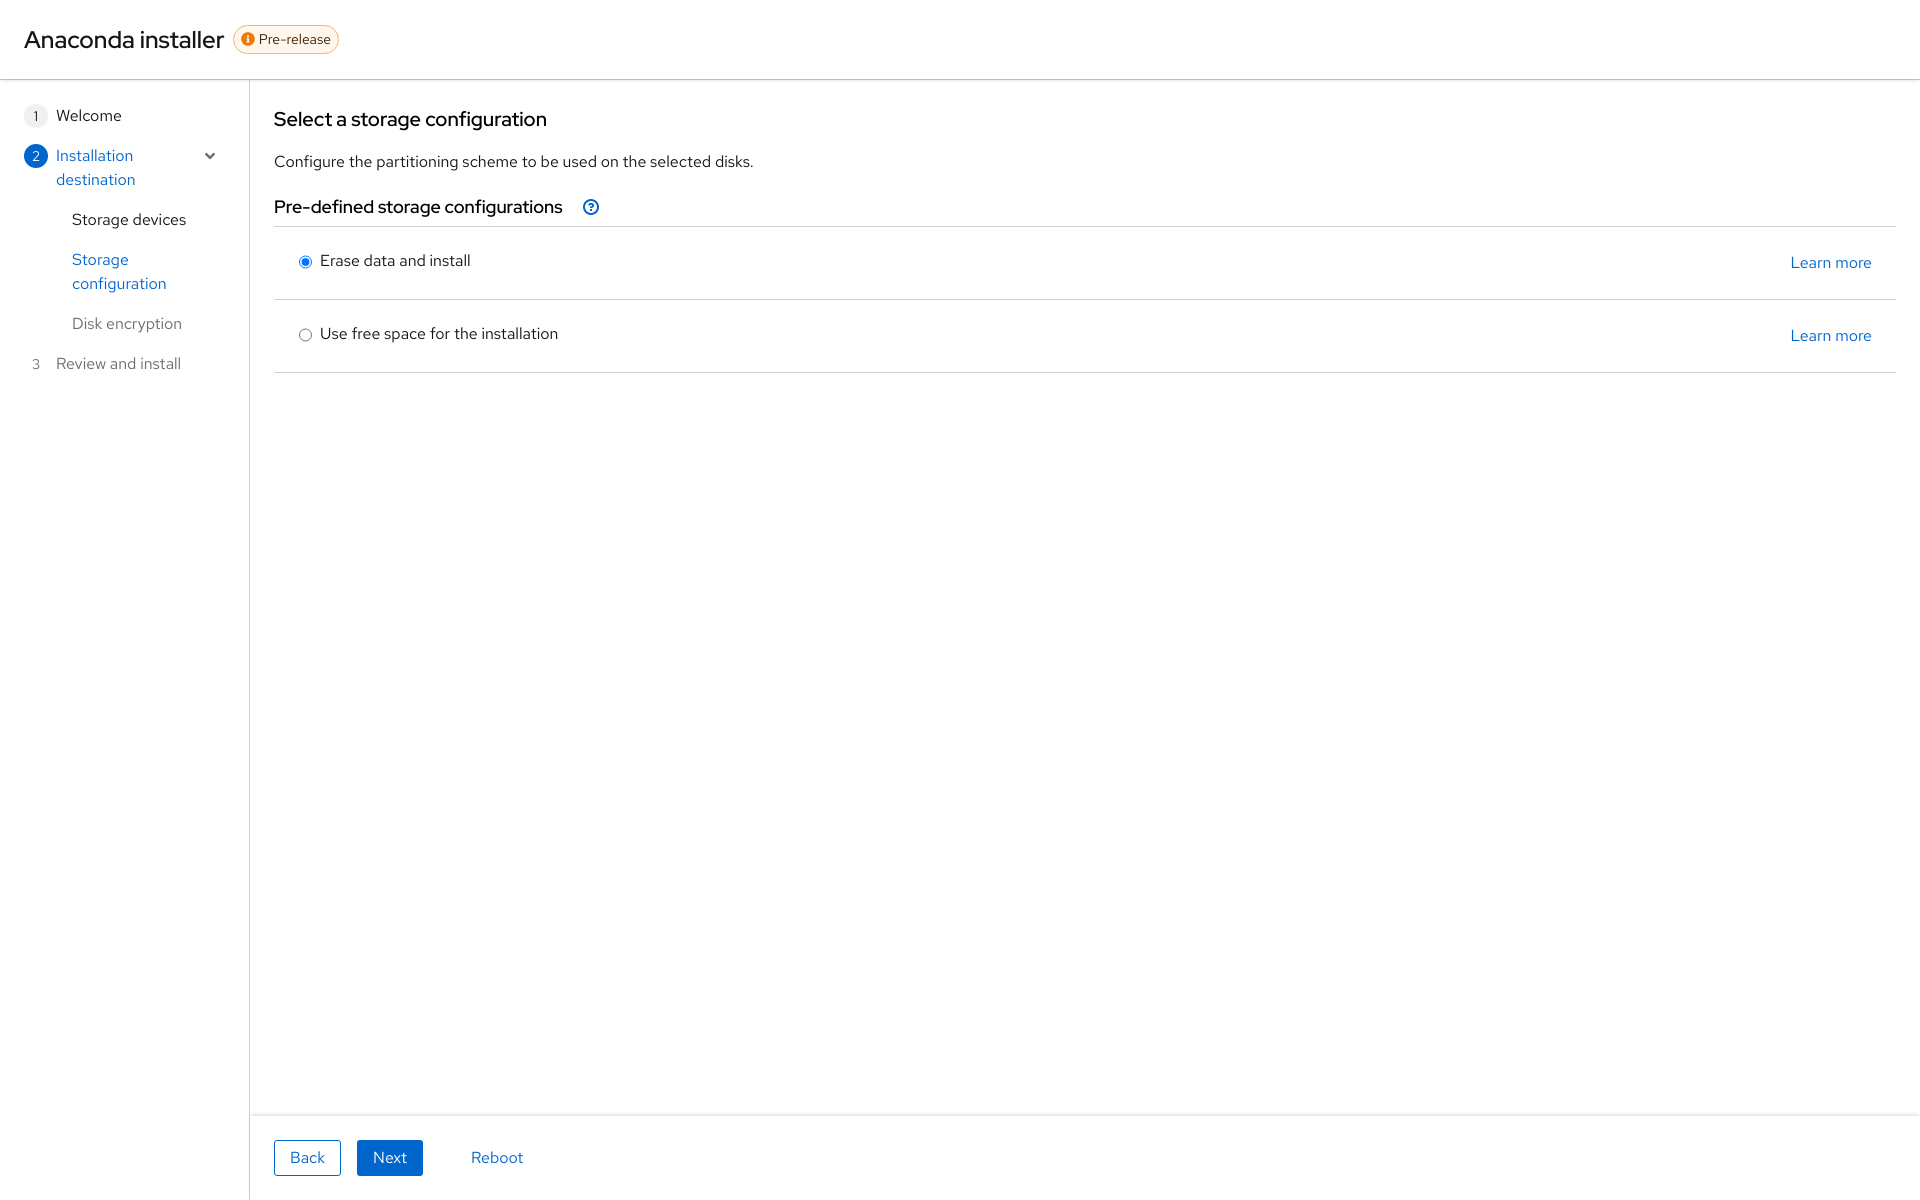 Anaconda installer
Pre-release
1 Welcome
2 Installation
destination
Storage devices
Storage
configuration
Disk encryption
3 Review and install
Select a storage configuration
Configure the partitioning scheme to be used on the selected disks.
Pre-defined storage configurations
Erase data and install
Learn more
Use free space for the installation
Learn more
Back
Next
Reboot